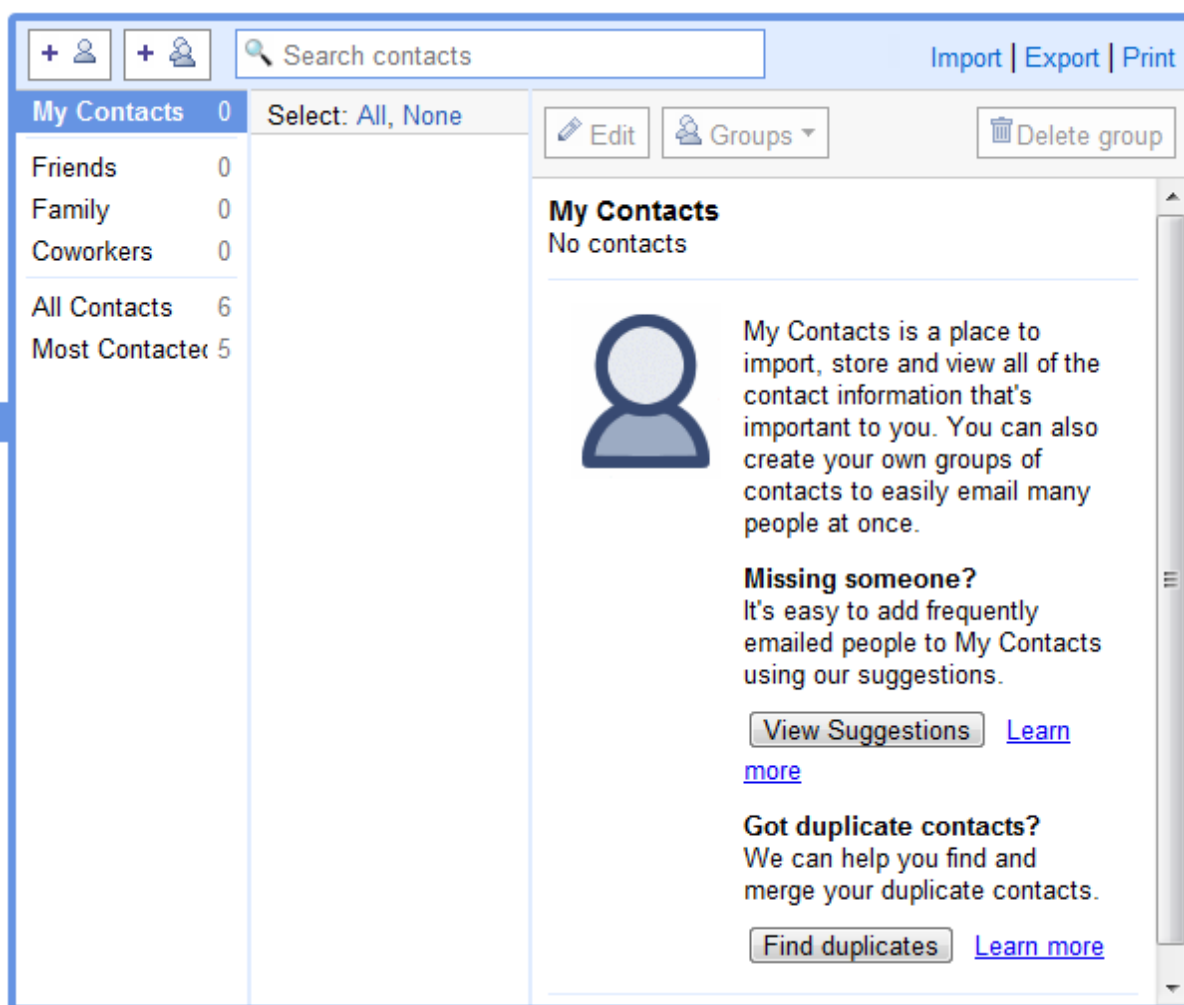 + +
Search contacts
Import | Export | Print
My Contacts 0
Friends 0
Family 0
Coworkers 0
All Contacts 6
Most Contacted 5
Select: All, None
Edit
Groups
Delete group
My Contacts
No contacts
My Contacts is a place to
import, store and view all of the
contact information that's
important to you. You can also
create your own groups of
contacts to easily email many
people at once.
Missing someone?
It's easy to add frequently
emailed people to My Contacts
using our suggestions.
View Suggestions Learn
more
Got duplicate contacts?
We can help you find and
merge your duplicate contacts.
Find duplicates Learn more